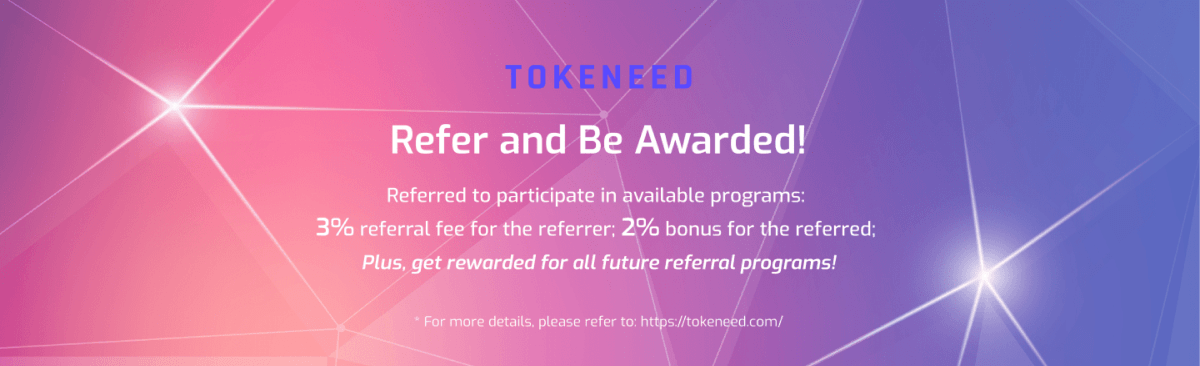 TOKENEED
Refer and Be Awarded!
Referred to participate in available programs:
3% referral fee for the referrer; 2% bonus for the referred;
Plus, get rewarded for all future referral programs!
* For more details, please refer to: https://tokeneed.com/